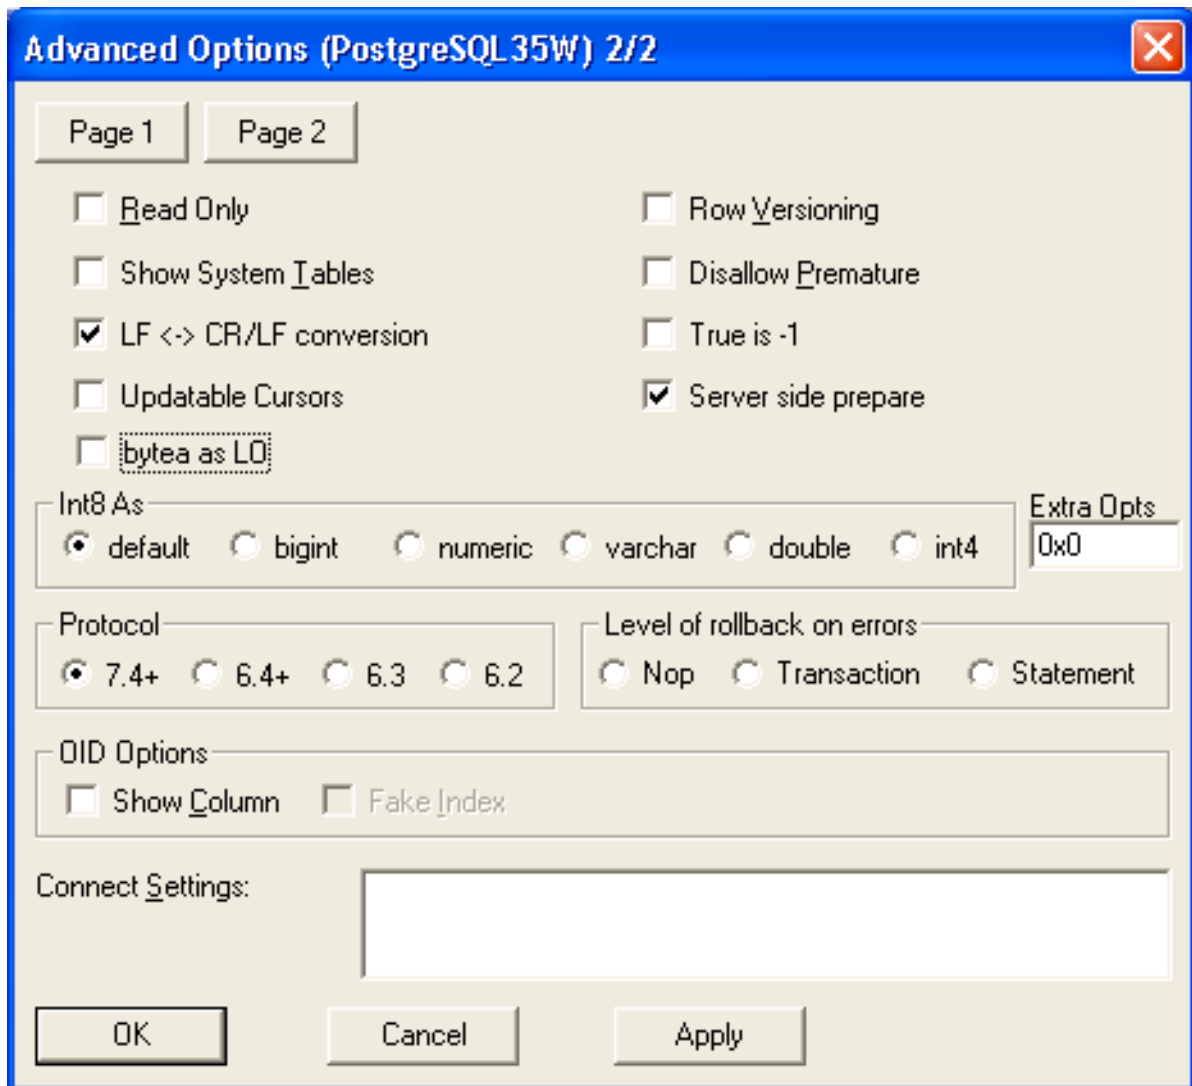 Advanced Options (PostgreSQL35W) 2/2
Page 1 Page 2
Read Only Row Versioning
Show System Tables Disallow Premature
LF <-> CR/LF conversion True is -1
Updatable Cursors Server side prepare
bytea as LO
Int8 As Extra Opts
default bigint numeric varchar double int4 0x0
Protocol Level of rollback on errors
7.4+ 6.4+ 6.3 6.2 Nop Transaction Statement
OID Options
Show Column Fake Index
Connect Settings:
OK Cancel Apply